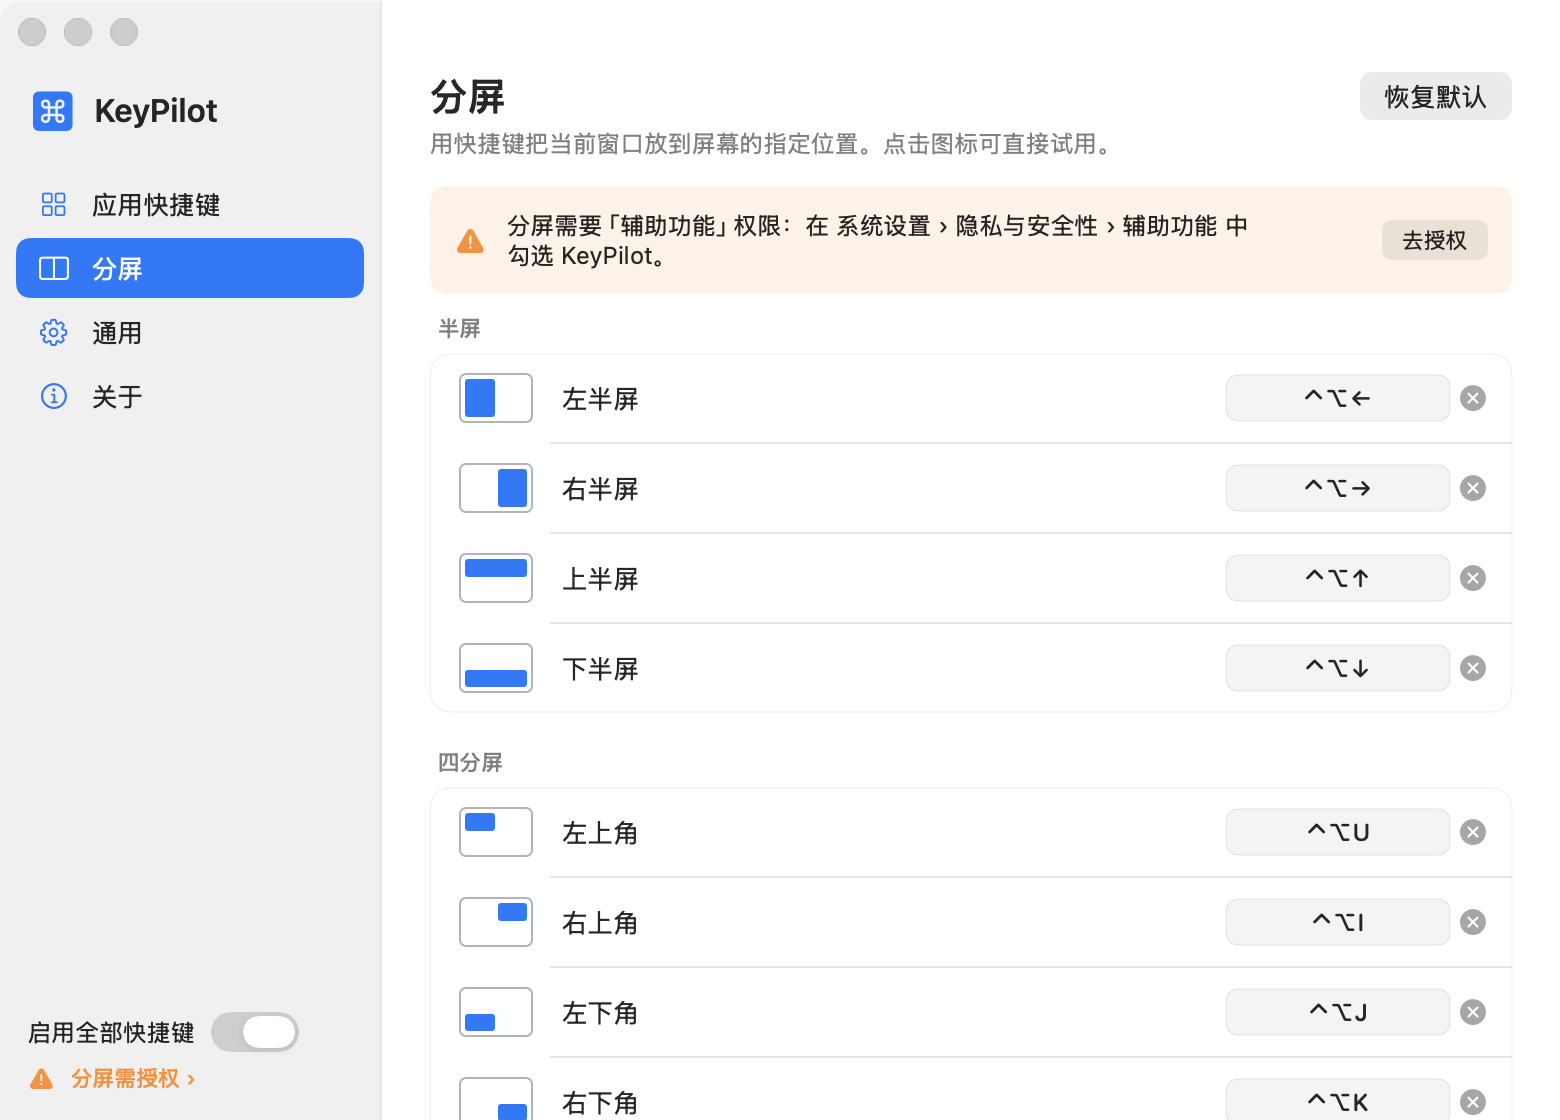 KeyPilot
应用快捷键
分屏
通用
关于
启用全部快捷键
分屏需授权 ›
分屏
恢复默认
用快捷键把当前窗口放到屏幕的指定位置。点击图标可直接试用。
分屏需要「辅助功能」权限：在 系统设置 › 隐私与安全性 › 辅助功能 中
勾选 KeyPilot。
去授权
半屏
左半屏 ^⌥←
右半屏 ^⌥→
上半屏 ^⌥↑
下半屏 ^⌥↓
四分屏
左上角 ^⌥U
右上角 ^⌥I
左下角 ^⌥J
右下角 ^⌥K